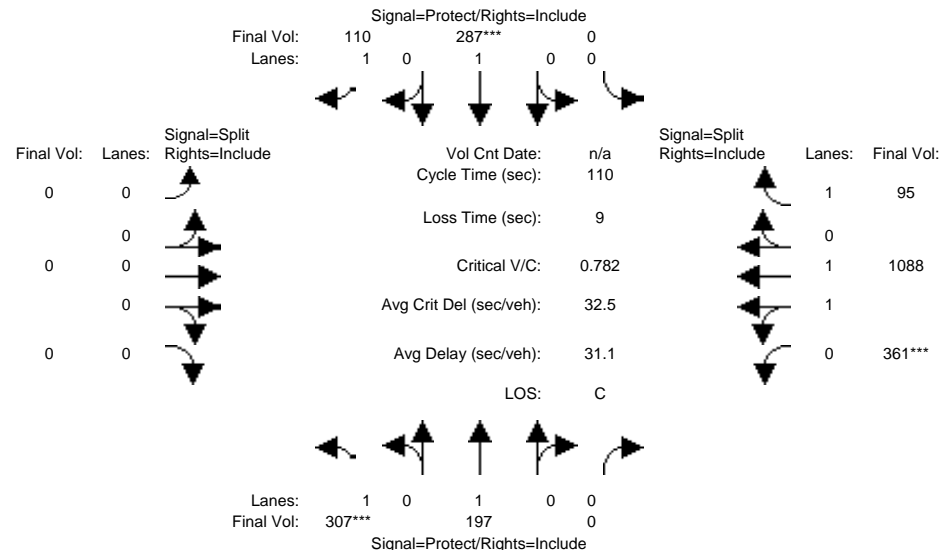 Signal=Protect/Rights=Include
Final Vol: 110 287*** 0
Lanes: 1 0 1 0 0
Signal=Split Signal=Split
Final Vol: Lanes: Rights=Include Vol Cnt Date: n/a Rights=Include Lanes: Final Vol:
Cycle Time (sec): 110
0 0 1 95
Loss Time (sec): 9
0 0
0 0 Critical V/C: 0.782 1 1088
0 Avg Crit Del (sec/veh): 32.5 1
0 0 Avg Delay (sec/veh): 31.1 0 361***
LOS: C
Lanes: 1 0 1 0 0
Final Vol: 307*** 197 0
Signal=Protect/Rights=Include